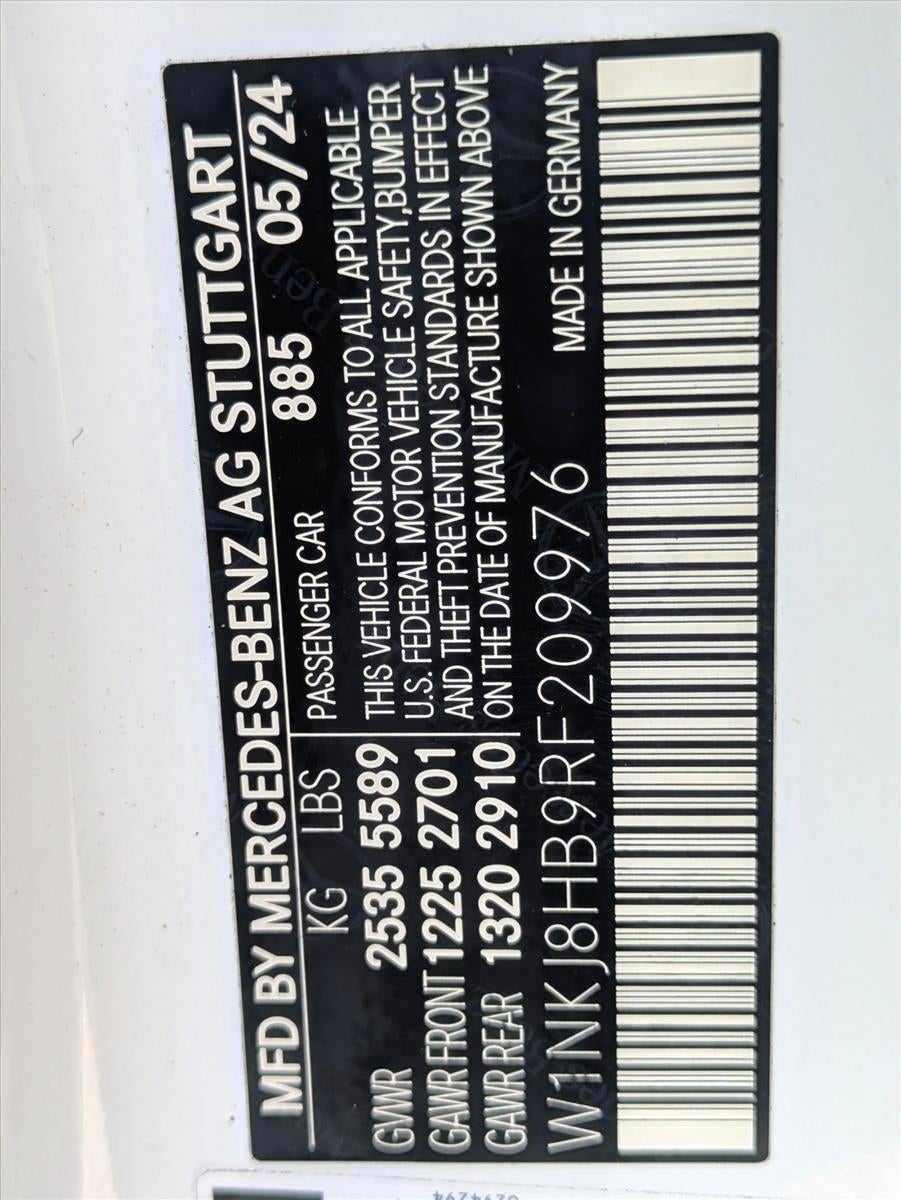 MFD BY MERCEDES-BENZ AG STUTTGART
KG LBS PASSENGER CAR 885 05/24
GVWR 2535 5589 THIS VEHICLE CONFORMS TO ALL APPLICABLE
U.S. FEDERAL MOTOR VEHICLE SAFETY,BUMPER
GAWR FRONT 1225 2701 AND THEFT PREVENTION STANDARDS IN EFFECT
GAWR REAR 1320 2910 ON THE DATE OF MANUFACTURE SHOWN ABOVE
W1NKJ8HB9RF209976 MADE IN GERMANY